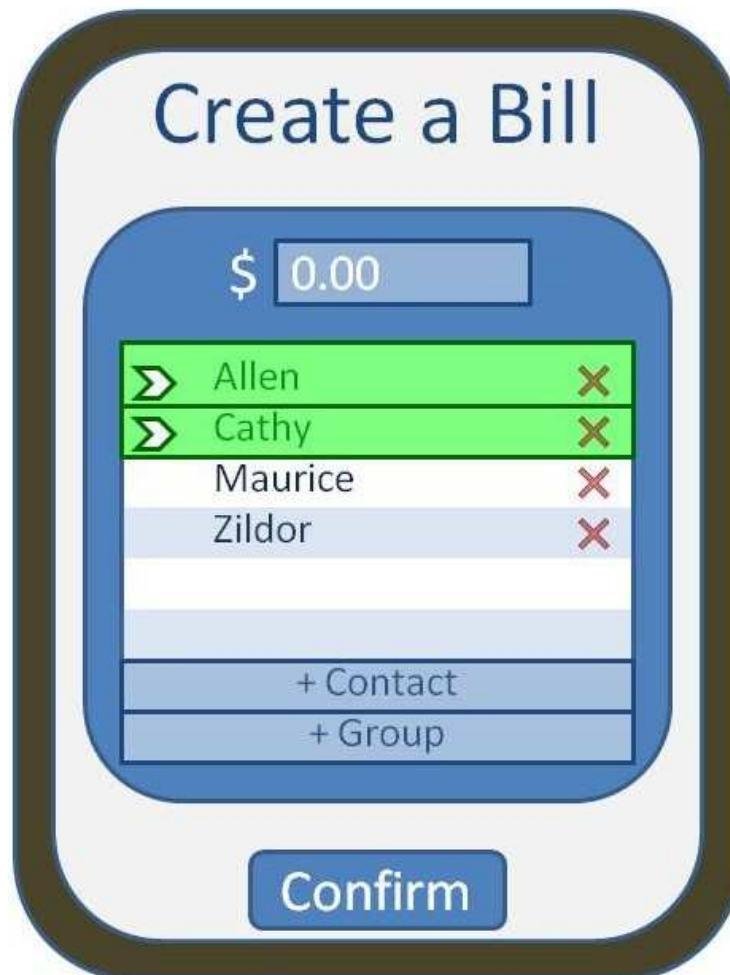 Create a Bill
$ 0.00
Allen
Cathy
Maurice
Zildor
+ Contact
+ Group
Confirm